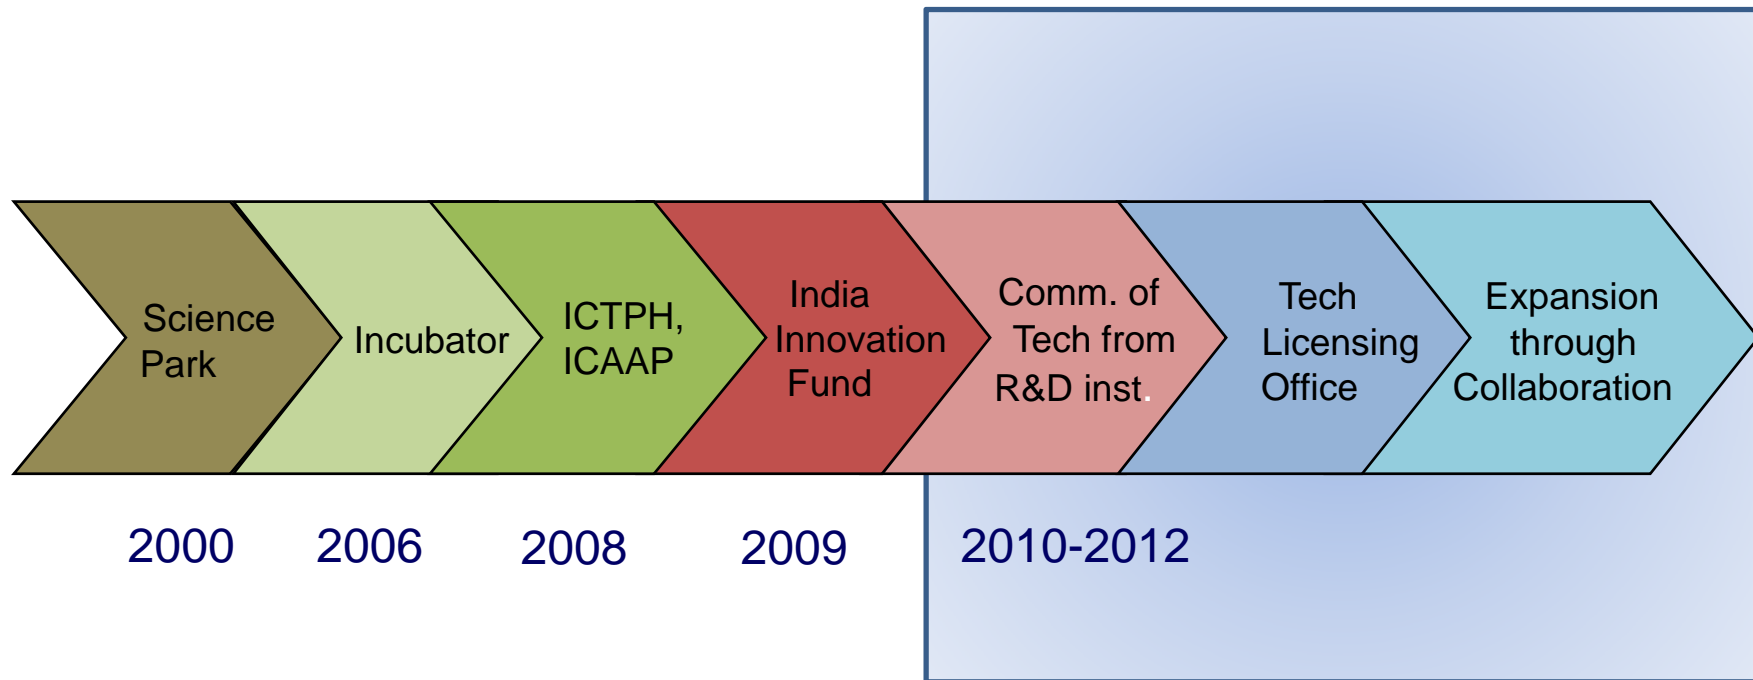 Science
Park
Incubator
ICTPH,
ICAAP
India
Innovation
Fund
Comm. of
Tech from
R&D inst.
Tech
Licensing
Office
Expansion
through
Collaboration
2000
2006
2008
2009
2010-2012